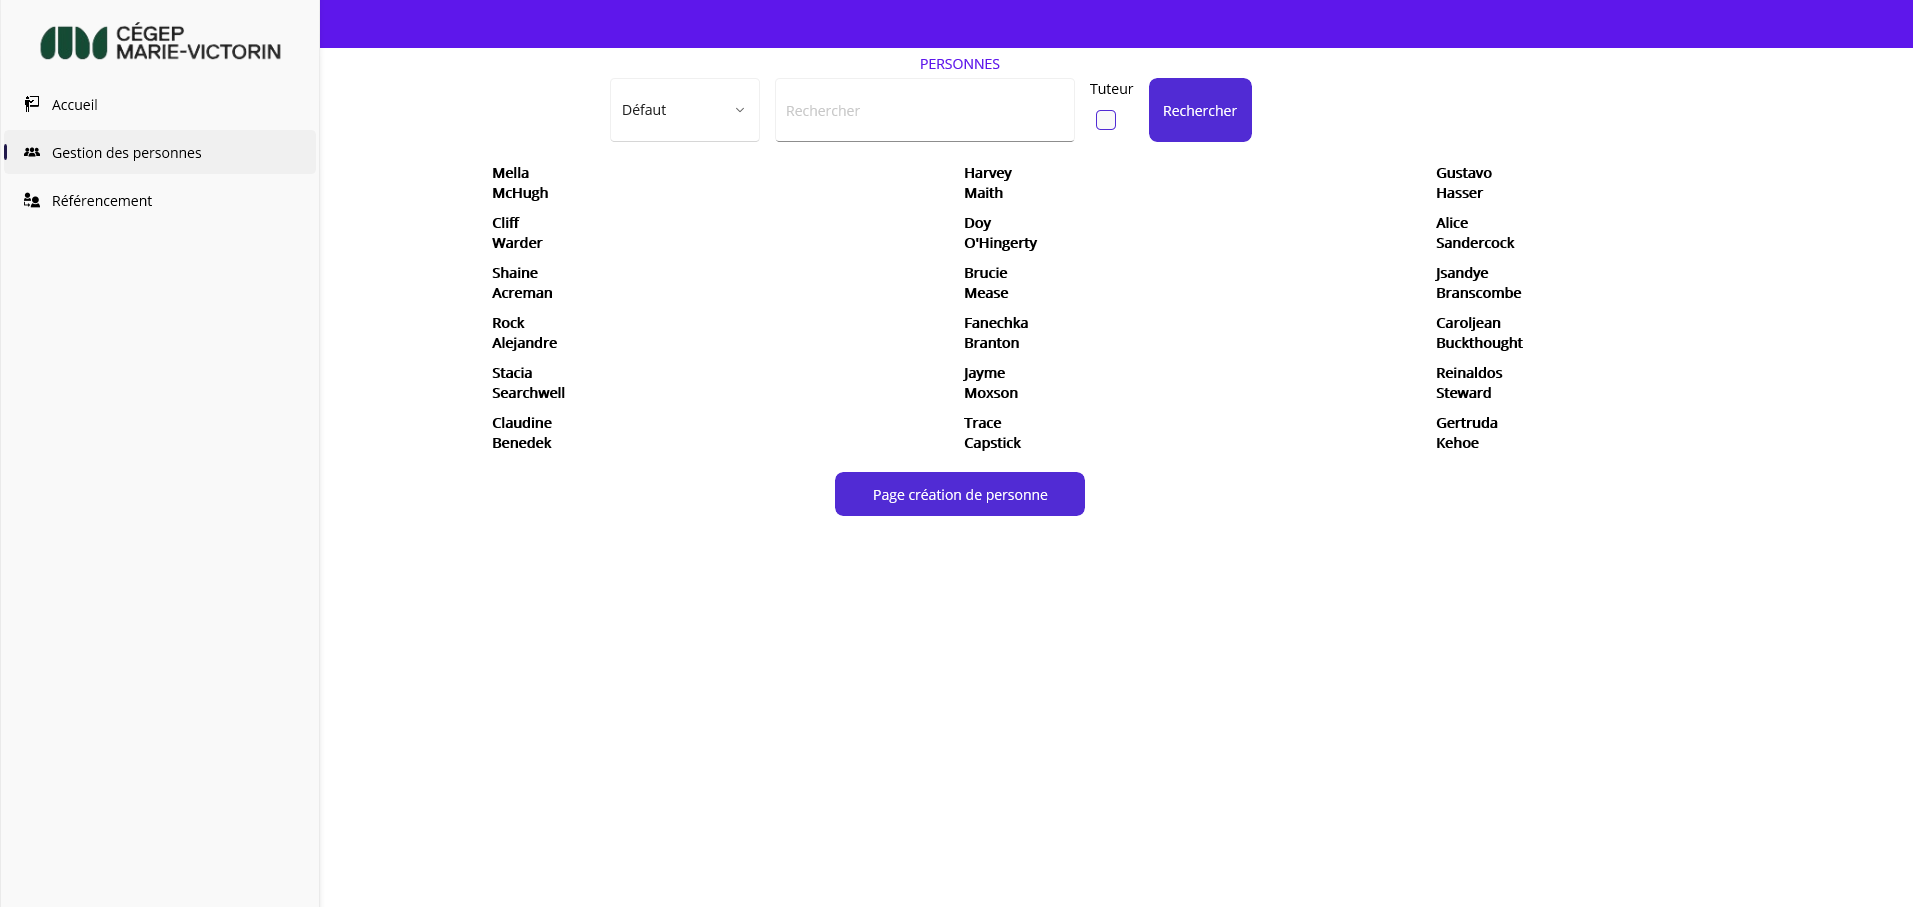 CÉGEP
MARIE-VICTORIN
Accueil
Gestion des personnes
Référencement
PERSONNES
Défaut
Rechercher
Tuteur
Rechercher
Mella
McHugh
Harvey
Maith
Gustavo
Hasser
Cliff
Warder
Doy
O'Hingerty
Alice
Sandercock
Shaine
Acreman
Brucie
Mease
Jsandye
Branscombe
Rock
Alejandre
Fanechka
Branton
Caroljean
Buckthought
Stacia
Searchwell
Jayme
Moxson
Reinaldos
Steward
Claudine
Benedek
Trace
Capstick
Gertruda
Kehoe
Page création de personne